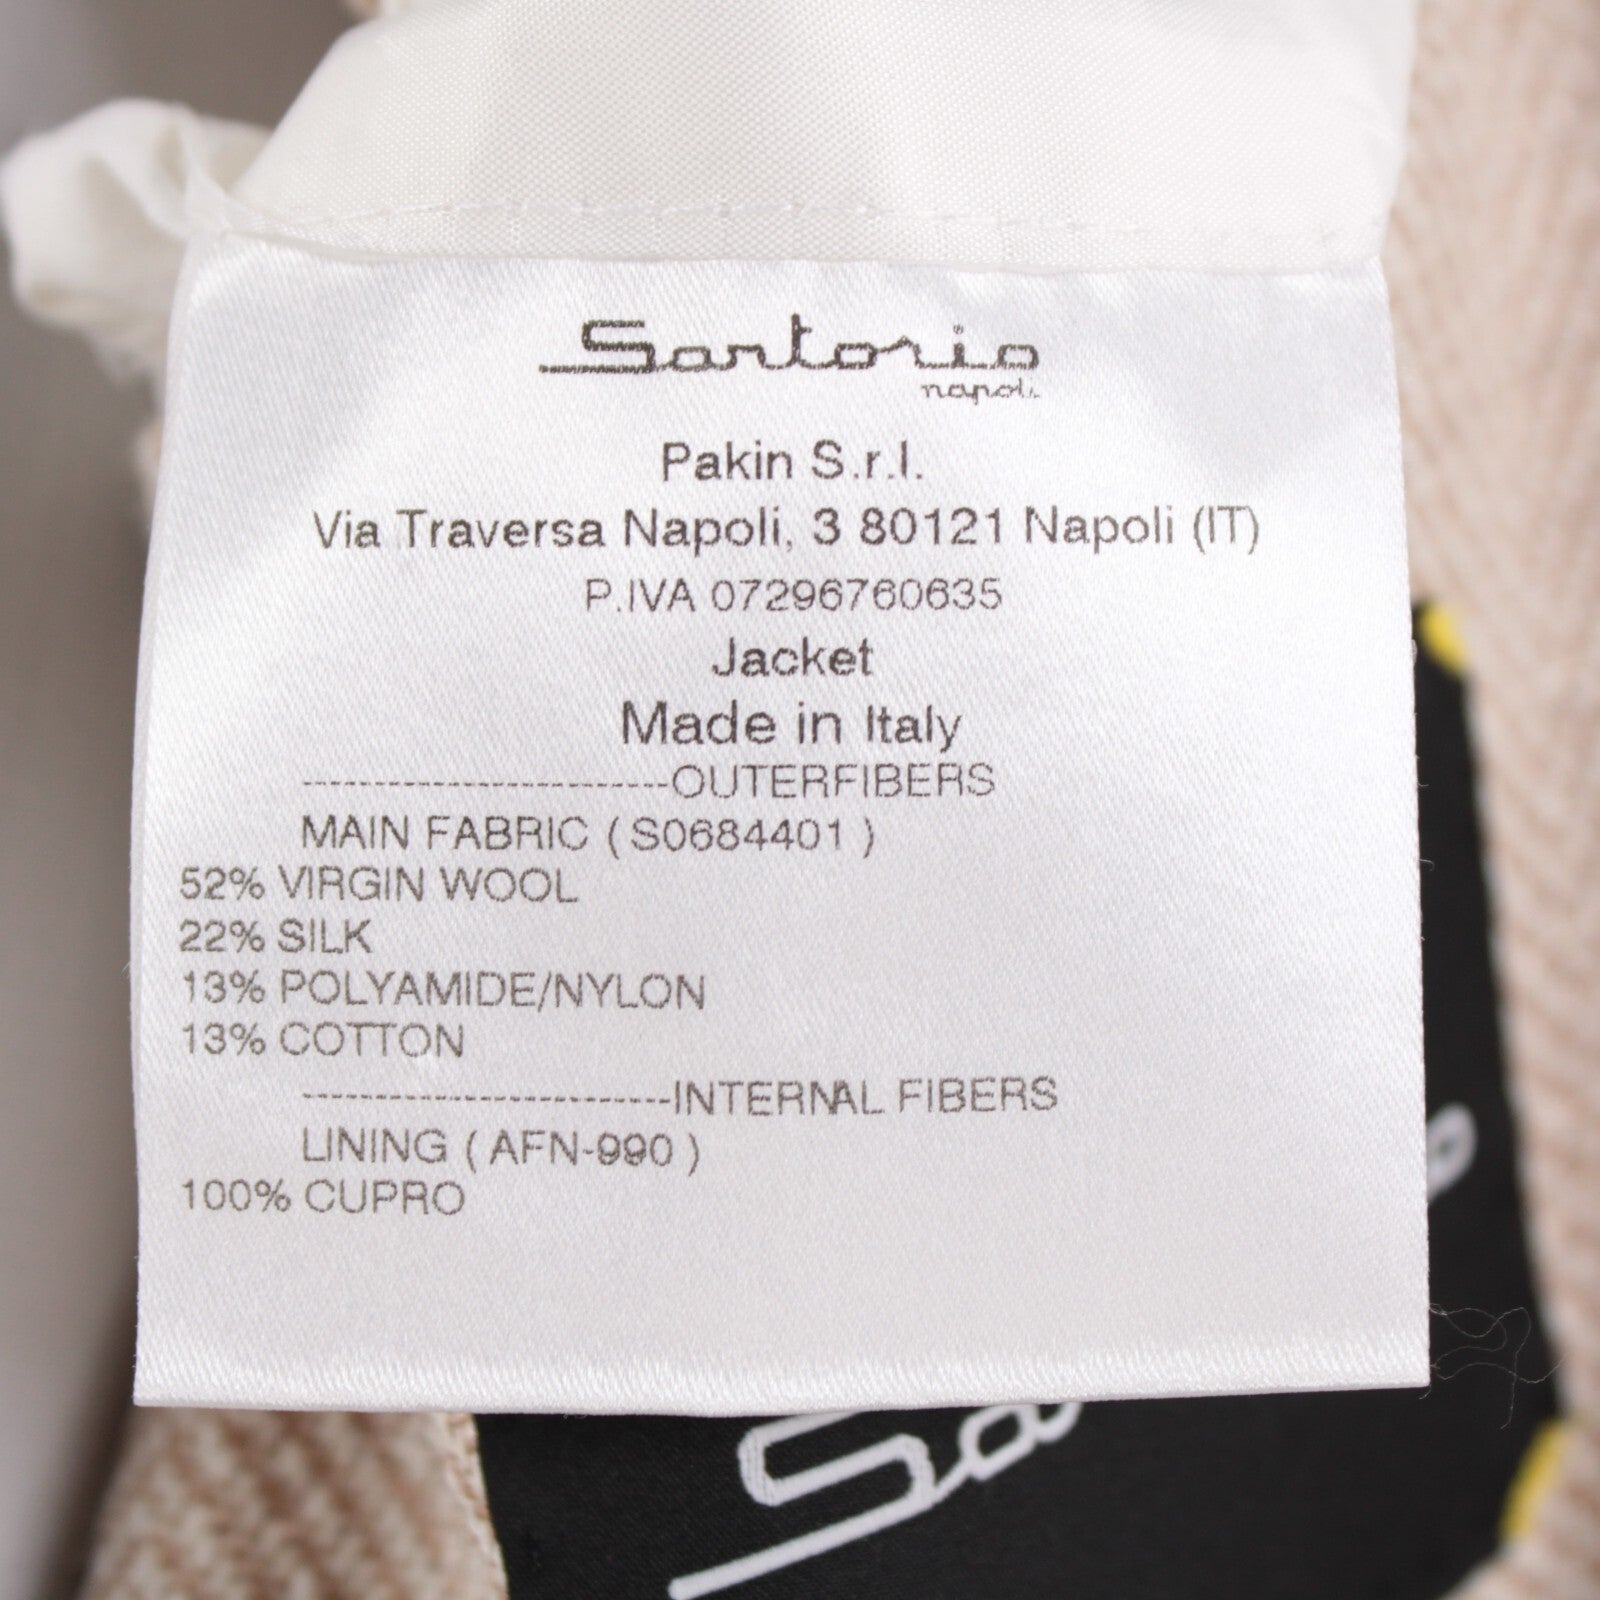 Sartorio
napoli
Pakin S.r.l.
Via Traversa Napoli, 3 80121 Napoli (IT)
P.IVA 07296760635
Jacket
Made in Italy
-------------------------OUTERFIBERS
MAIN FABRIC ( S0684401 )
52% VIRGIN WOOL
22% SILK
13% POLYAMIDE/NYLON
13% COTTON
-------------------------INTERNAL FIBERS
LINING ( AFN-990 )
100% CUPRO
Sa